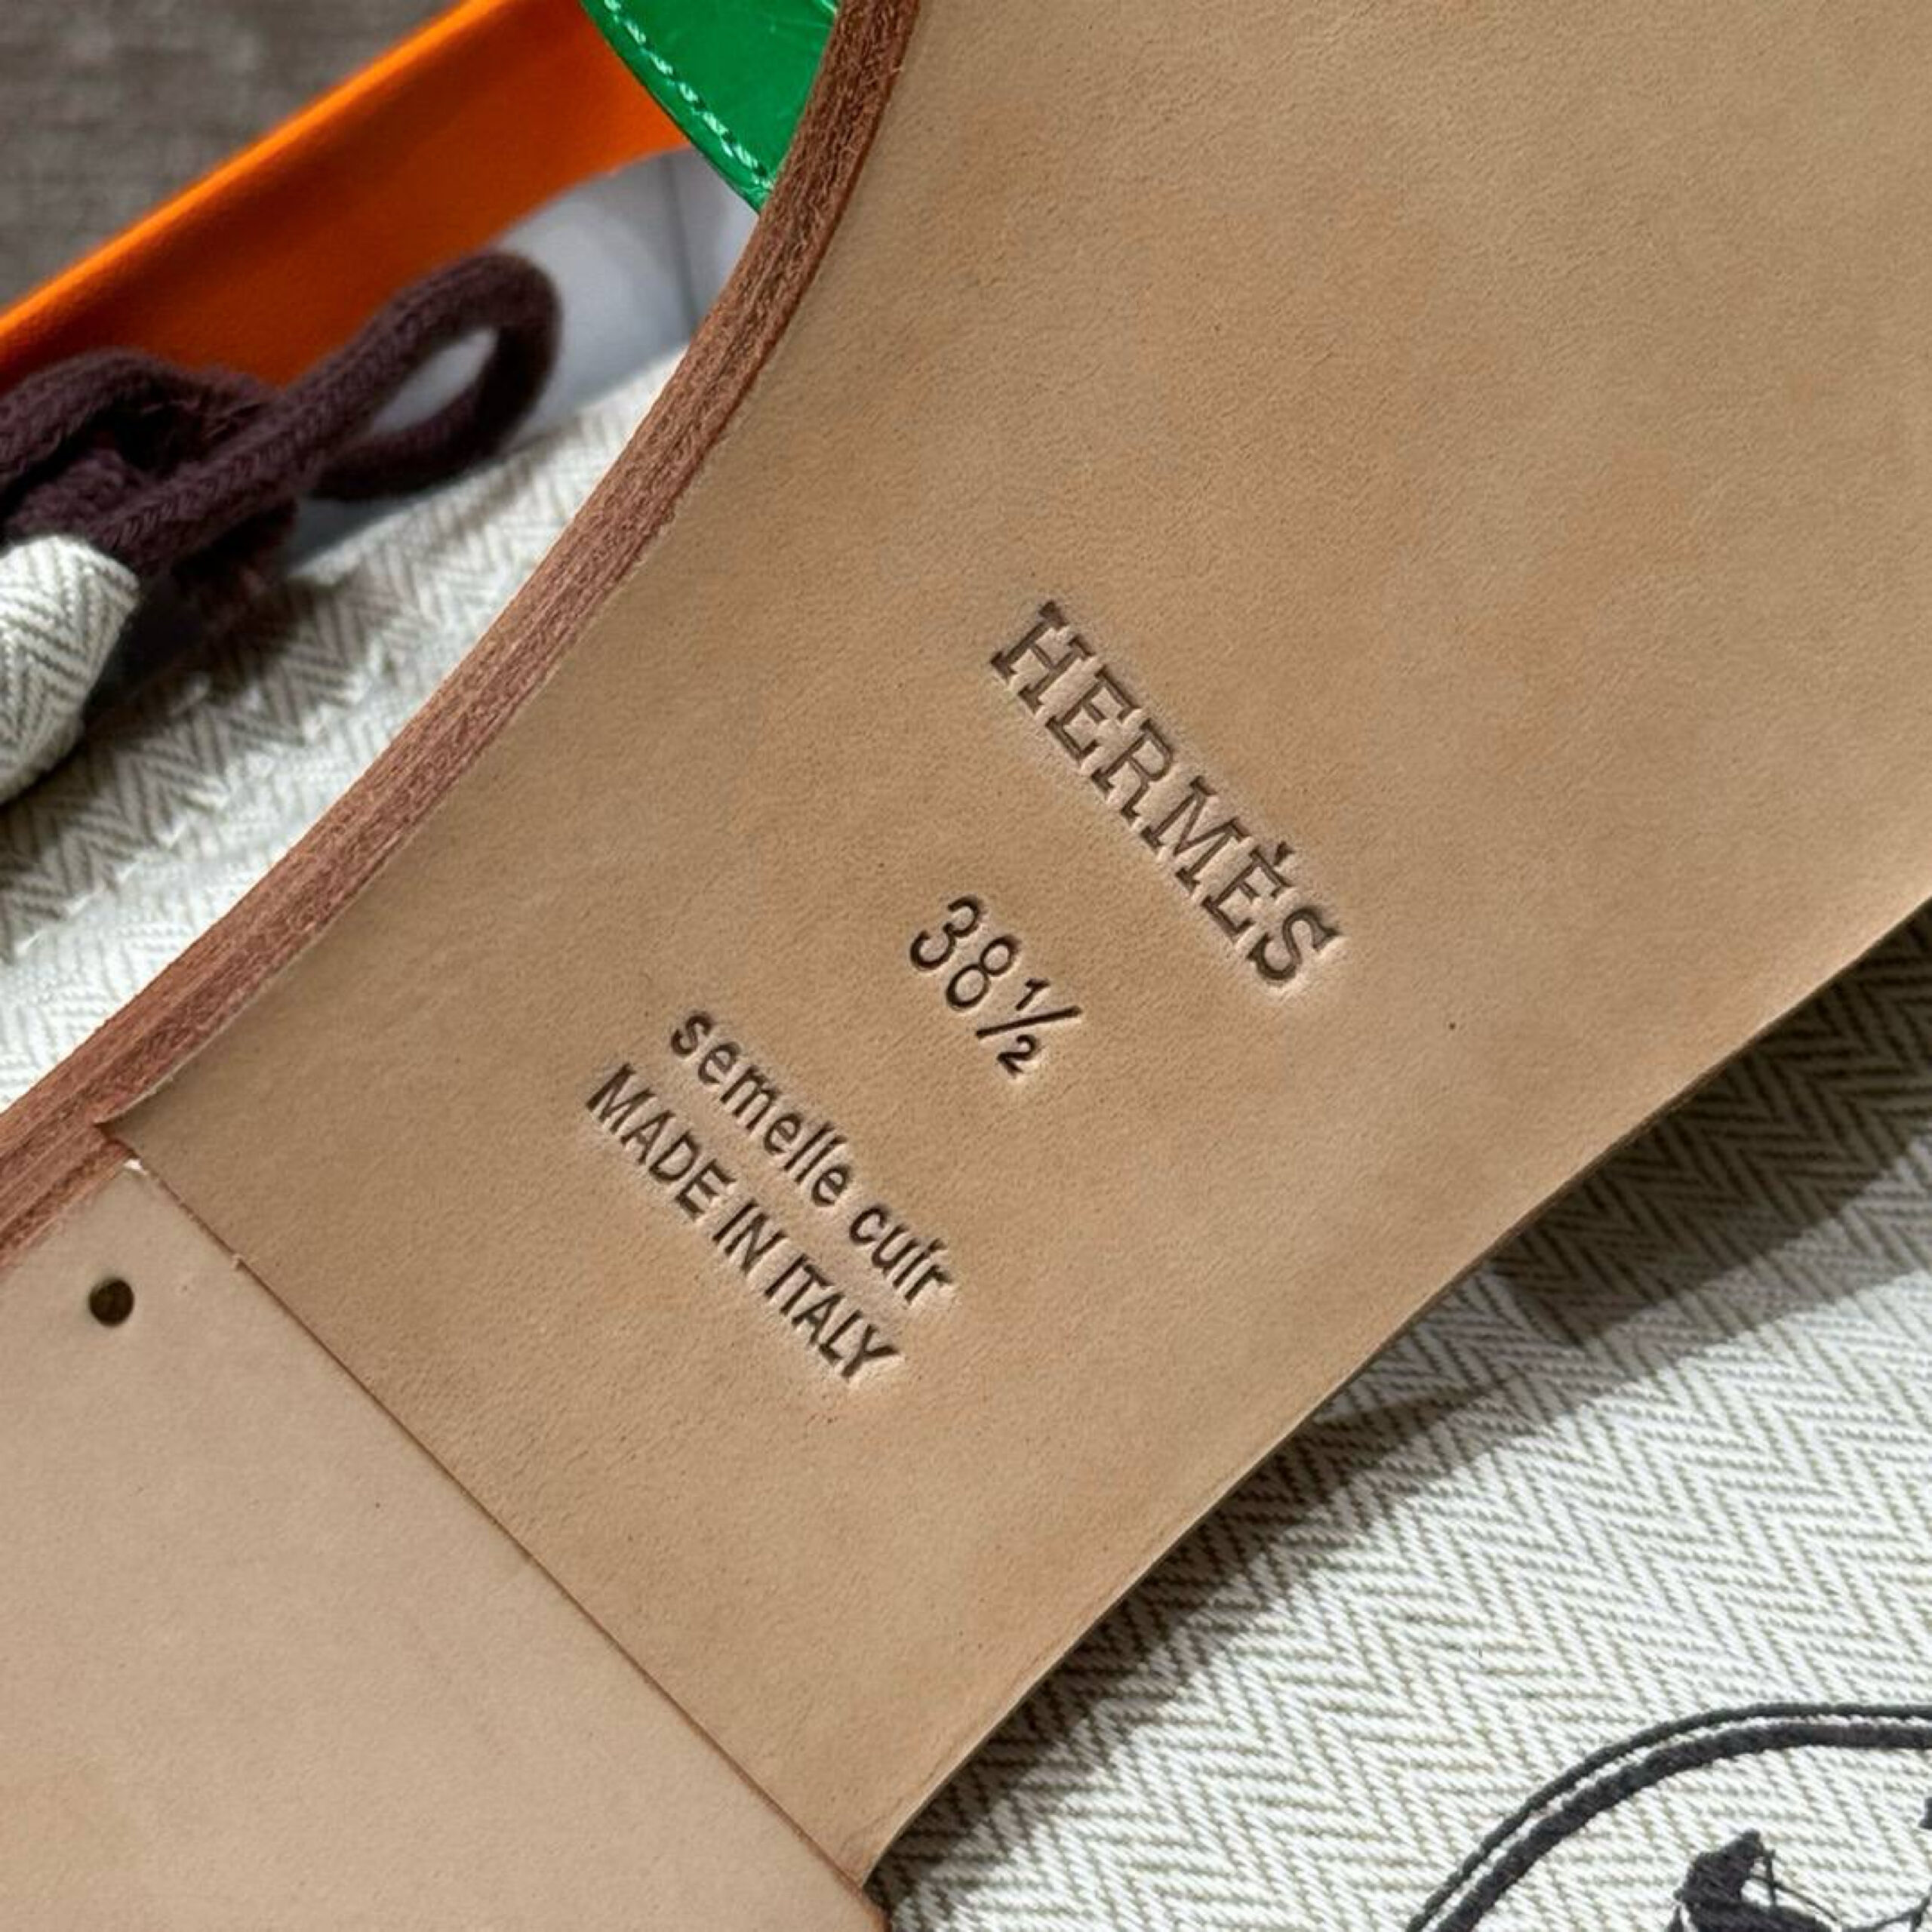 HERMÈS
38½
semelle cuir
MADE IN ITALY